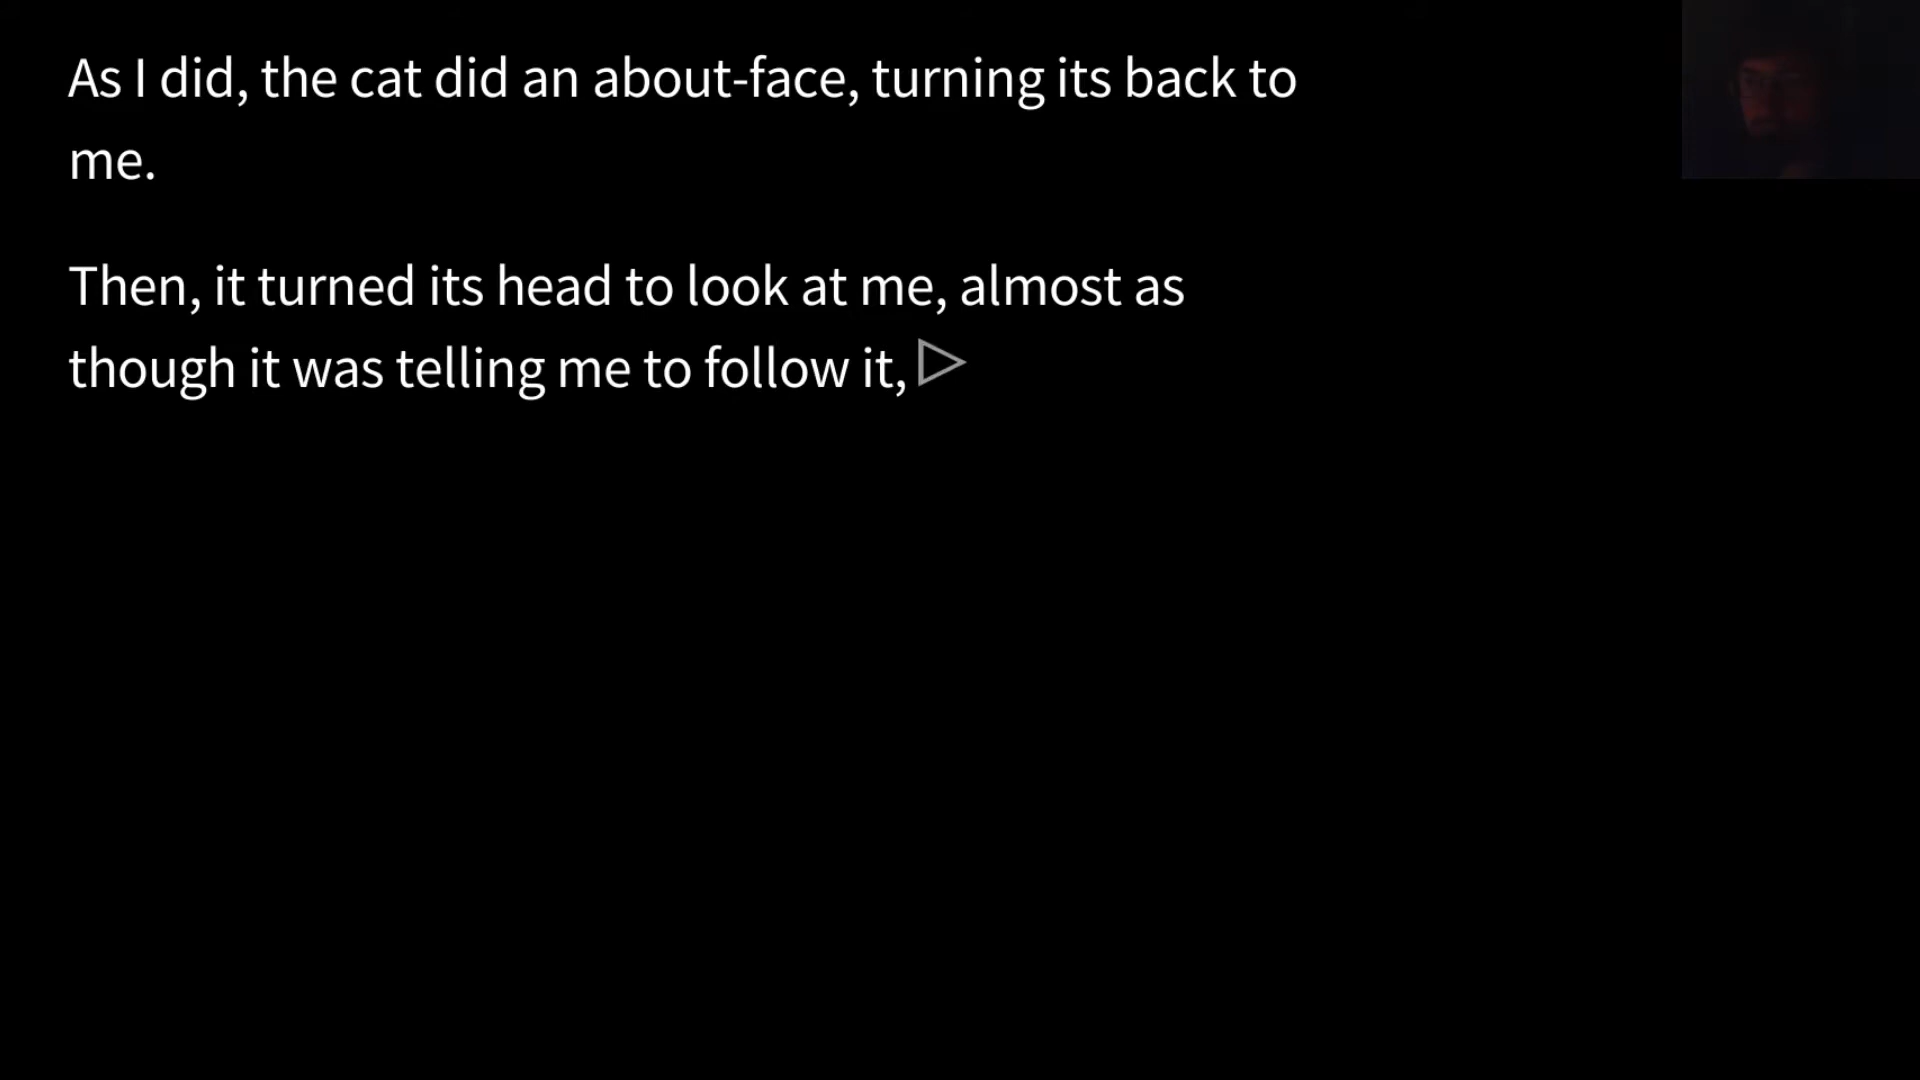 As I did, the cat did an about-face, turning its back to
me.
Then, it turned its head to look at me, almost as
though it was telling me to follow it,